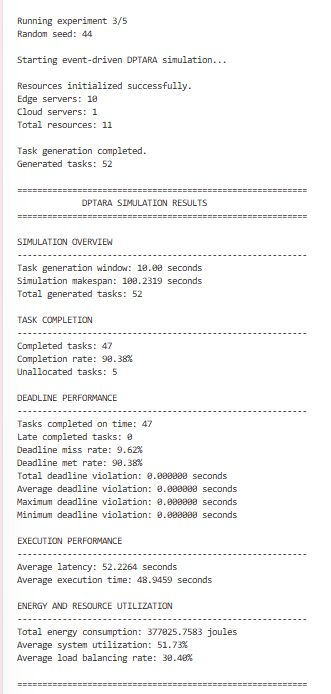 Running experiment 3/5
Random seed: 44
Starting event-driven DPTARA simulation...
Resources initialized successfully.
Edge servers: 10
Cloud servers: 1
Total resources: 11
Task generation completed.
Generated tasks: 52
============================================================
DPTARA SIMULATION RESULTS
============================================================
SIMULATION OVERVIEW
------------------------------------------------------------
Task generation window: 10.00 seconds
Simulation makespan: 100.2319 seconds
Total generated tasks: 52
TASK COMPLETION
------------------------------------------------------------
Completed tasks: 47
Completion rate: 90.38%
Unallocated tasks: 5
DEADLINE PERFORMANCE
------------------------------------------------------------
Tasks completed on time: 47
Late completed tasks: 0
Deadline miss rate: 9.62%
Deadline met rate: 90.38%
Total deadline violation: 0.000000 seconds
Average deadline violation: 0.000000 seconds
Maximum deadline violation: 0.000000 seconds
Minimum deadline violation: 0.000000 seconds
EXECUTION PERFORMANCE
------------------------------------------------------------
Average latency: 52.2264 seconds
Average execution time: 48.9459 seconds
ENERGY AND RESOURCE UTILIZATION
------------------------------------------------------------
Total energy consumption: 377025.7583 joules
Average system utilization: 51.73%
Average load balancing rate: 30.40%
============================================================